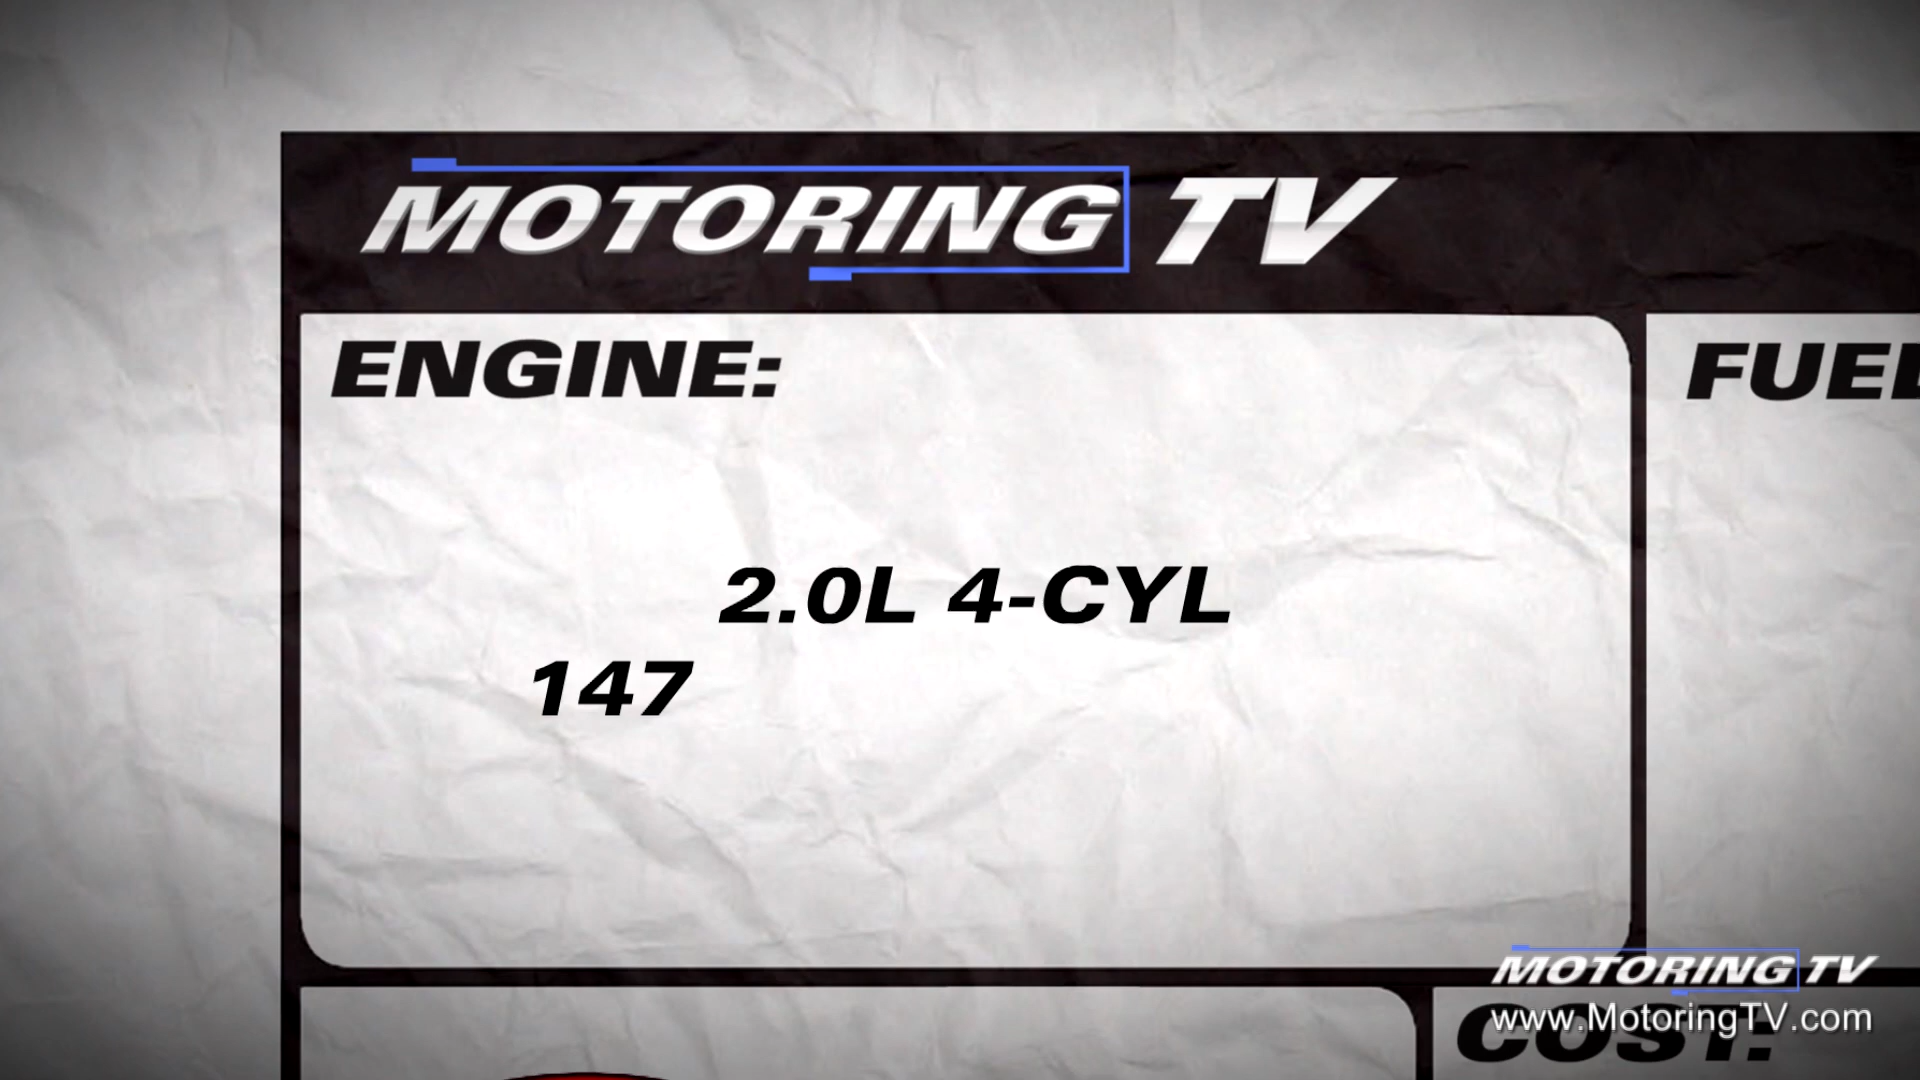 MOTORING TV
ENGINE:
FUEL
2.0L 4-CYL
147
MOTORING TV
www.MotoringTV.com
COST: